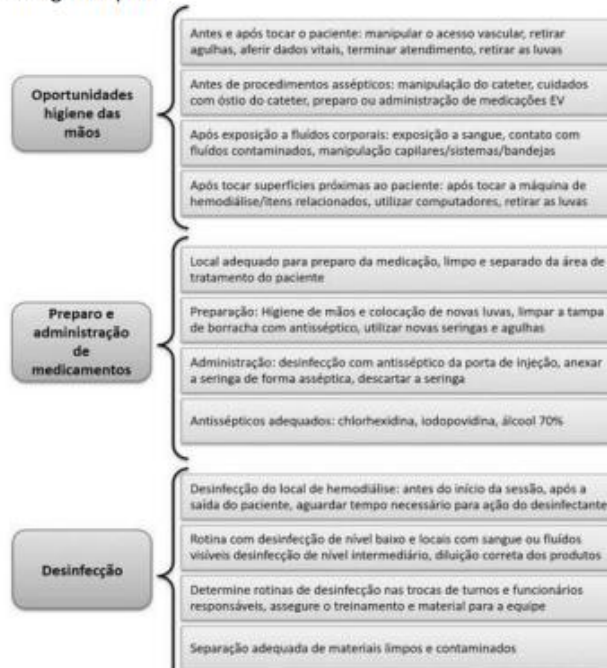 Oportunidades
higiene das
mãos
Antes e após tocar o paciente: manipular o acesso vascular, retirar
agulhas, aferir dados vitais, terminar atendimento, retirar as luvas
Antes de procedimentos assépticos: manipulação do cateter, cuidados
com óstio do cateter, preparo ou administração de medicações EV
Após exposição a fluídos corporais: exposição a sangue, contato com
fluídos contaminados, manipulação capilares/sistemas/bandejas
Após tocar superfícies próximas ao paciente: após tocar a máquina de
hemodiálise/itens relacionados, utilizar computadores, retirar as luvas
Preparo e
administração
de
medicamentos
Local adequado para preparo da medicação, limpo e separado da área de
tratamento do paciente
Preparação: Higiene de mãos e colocação de novas luvas, limpar a tampa
de borracha com antisséptico, utilizar novas seringas e agulhas
Administração: desinfecção com antisséptico da porta de injeção, anexar
a seringa de forma asséptica, descartar a seringa
Antissépticos adequados: chlorhexidina, iodopovidina, álcool 70%
Desinfecção
Desinfecção do local de hemodiálise: antes do início da sessão, após a
saída do paciente, aguardar tempo necessário para ação do desinfectante
Rotina com desinfecção de nível baixo e locais com sangue ou fluídos
visíveis desinfecção de nível intermediário, diluição correta dos produtos
Determine rotinas de desinfecção nas trocas de turnos e funcionários
responsáveis, assegure o treinamento e material para a equipe
Separação adequada de materiais limpos e contaminados